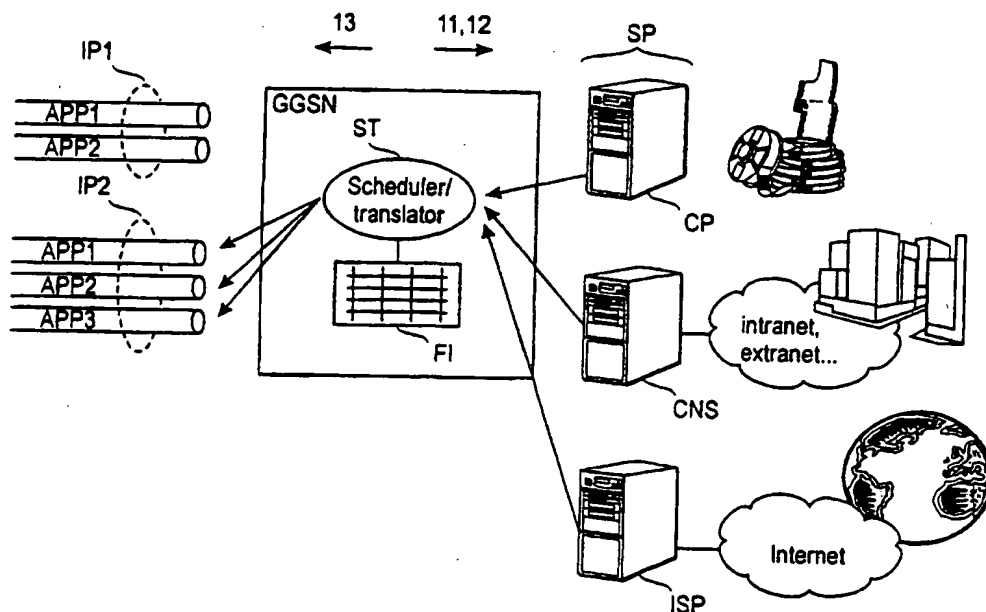 13
11,12
SP
IP1
GGSN
APP1
ST
APP2
IP2
Scheduler/
translator
CP
APP1
APP2
APP3
FI
intranet,
extranet...
CNS
Internet
ISP